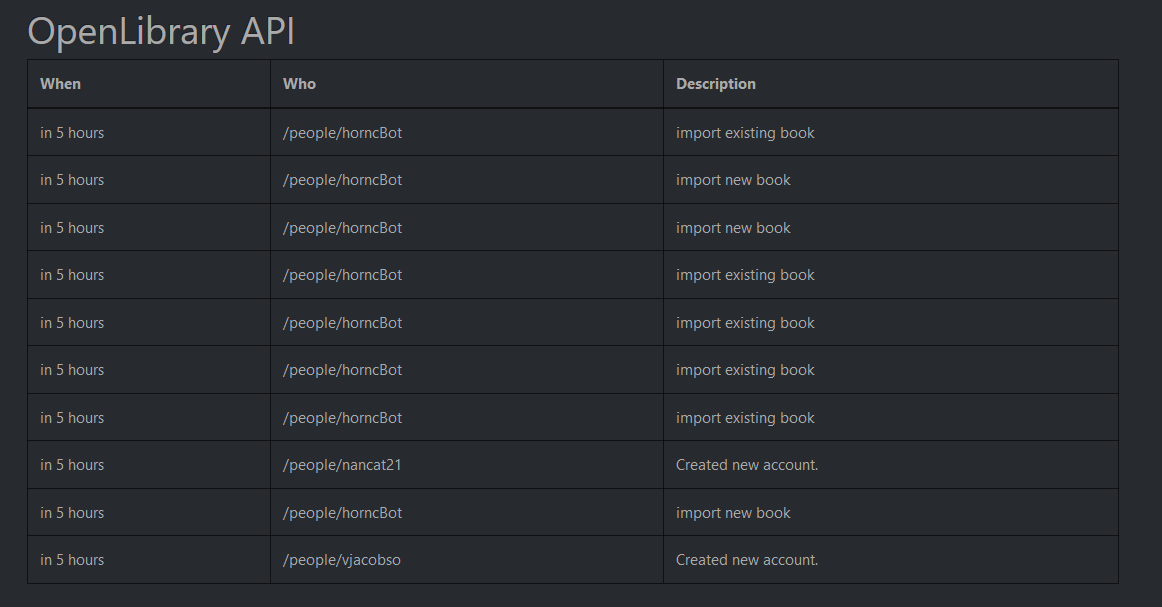 OpenLibrary API
When Who Description
in 5 hours /people/horncBot import existing book
in 5 hours /people/horncBot import new book
in 5 hours /people/horncBot import new book
in 5 hours /people/horncBot import existing book
in 5 hours /people/horncBot import existing book
in 5 hours /people/horncBot import existing book
in 5 hours /people/horncBot import existing book
in 5 hours /people/nancat21 Created new account.
in 5 hours /people/horncBot import new book
in 5 hours /people/vjacobso Created new account.